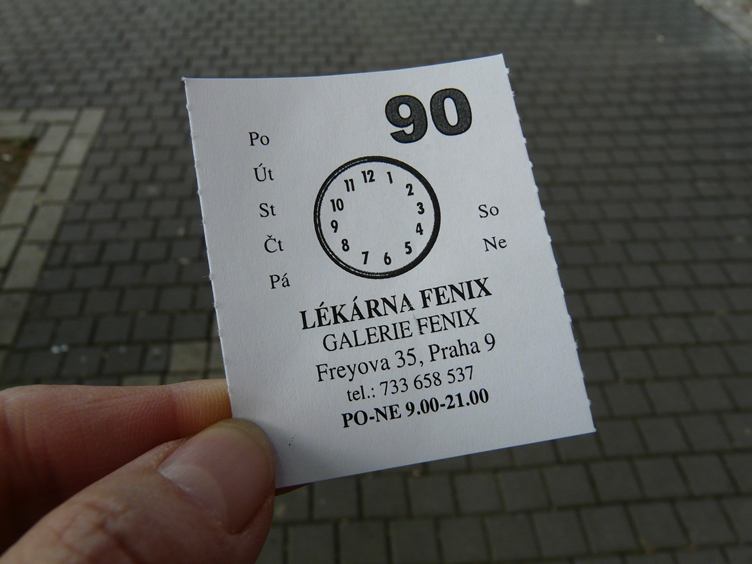 90
Po
Út
St
Čt
Pá
12
1
2
3
4
5
6
7
8
9
10
11
So
Ne
LÉKÁRNA FENIX
GALERIE FENIX
Freyova 35, Praha 9
tel.: 733 658 537
PO-NE 9.00-21.00